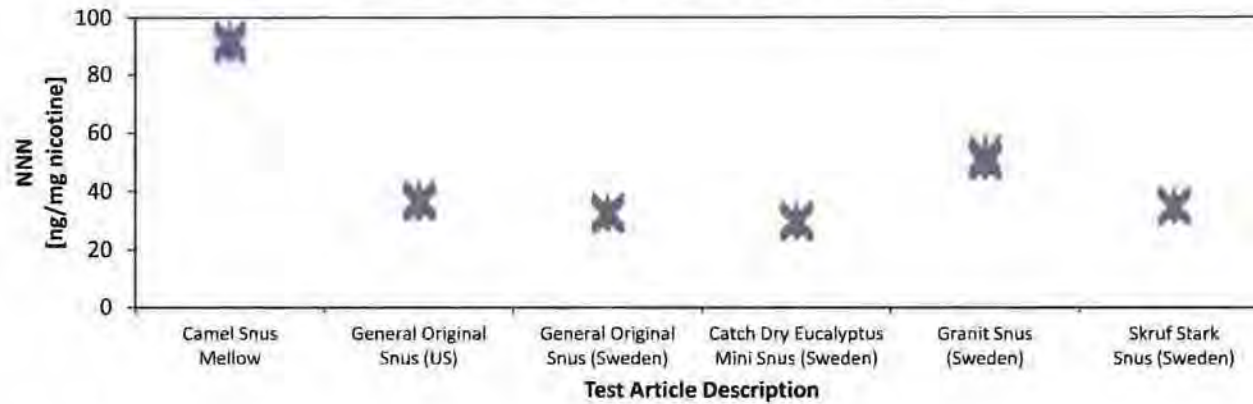 100
80
60
40
20
0
NNN
[ng/mg nicotine]
Camel Snus
Mellow
General Original
Snus (US)
General Original
Snus (Sweden)
Catch Dry Eucalyptus
Mini Snus (Sweden)
Granit Snus
(Sweden)
Skruf Stark
Snus (Sweden)
Test Article Description